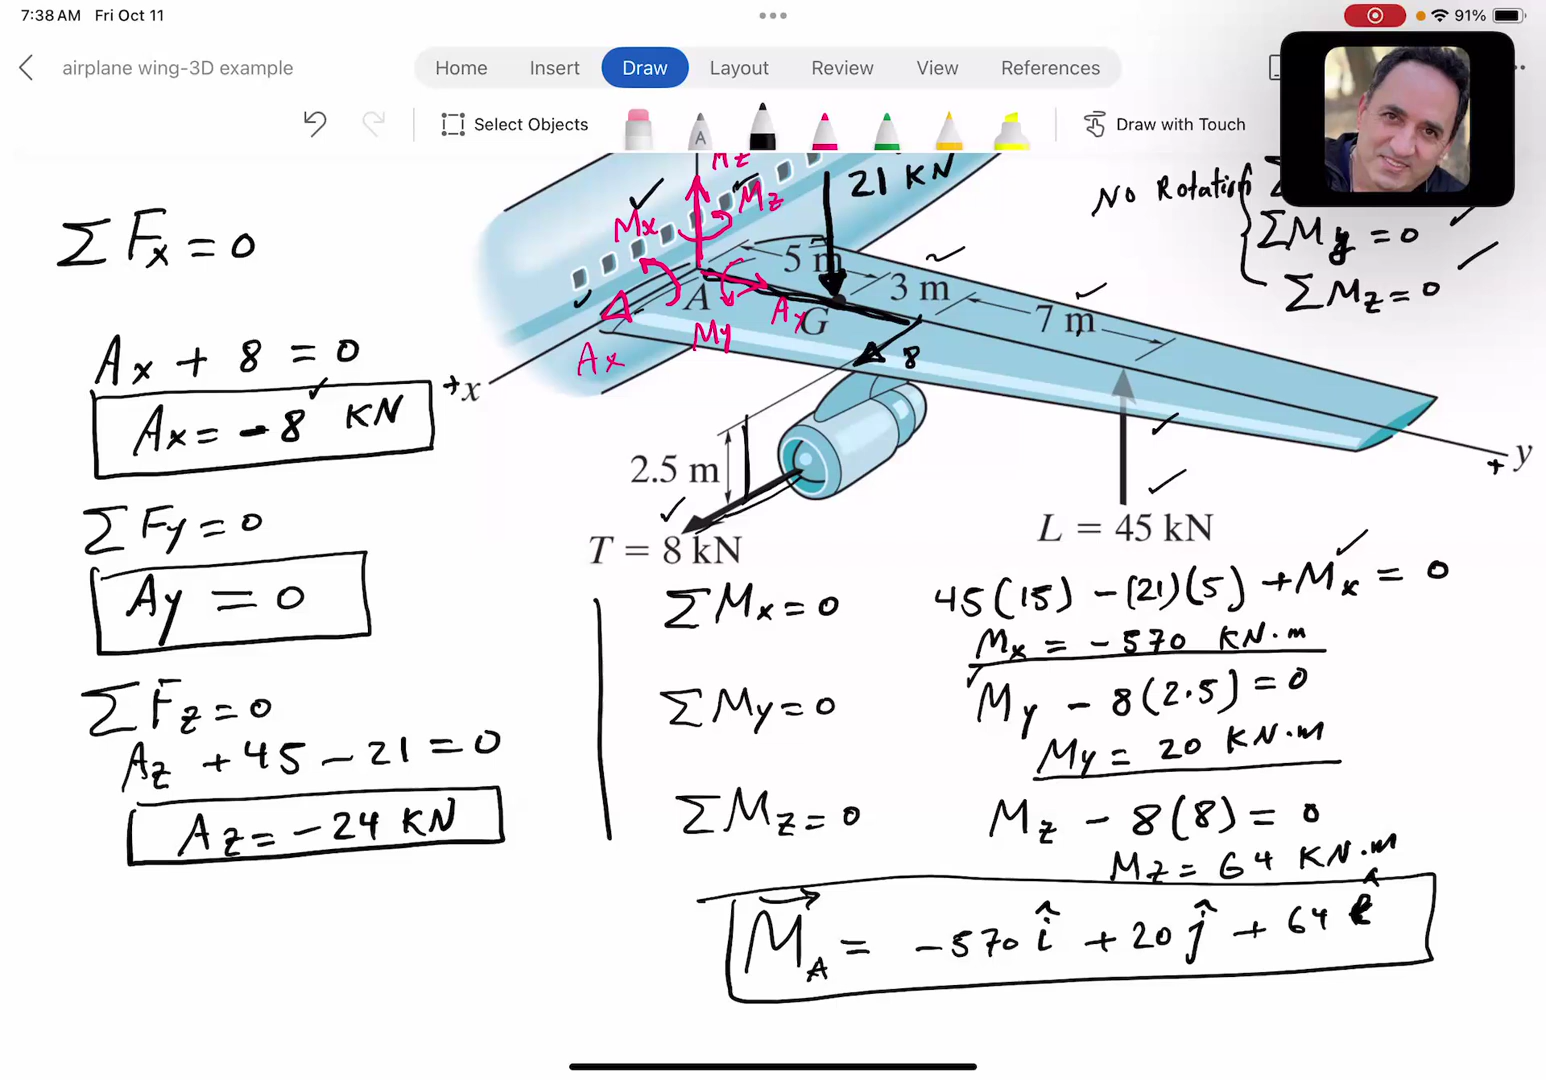 7:38 AM Fri Oct 11
91%
airplane wing-3D example
Home Insert Draw Layout Review View References
Select Objects
A
Draw with Touch
Az
21 KN
No Rotation
Mx
Mz
ΣMy = 0
ΣMz = 0
ΣFx = 0
5 m
3 m
7 m
A
Ay
G
My
Ax
8
Ax + 8 = 0
+x
Ax = -8 KN
+ y
2.5 m
T = 8 kN
L = 45 kN
ΣFy = 0
Ay = 0
ΣFz = 0
Az + 45 - 21 = 0
Az = -24 KN
ΣMx = 0 45(15) - (21)(5) + Mx = 0
Mx = -570 KN·m
ΣMy = 0 My - 8(2.5) = 0
My = 20 KN·m
ΣMz = 0 Mz - 8(8) = 0
Mz = 64 KN·m
M⃗A = -570 î + 20 ĵ + 64 k̂